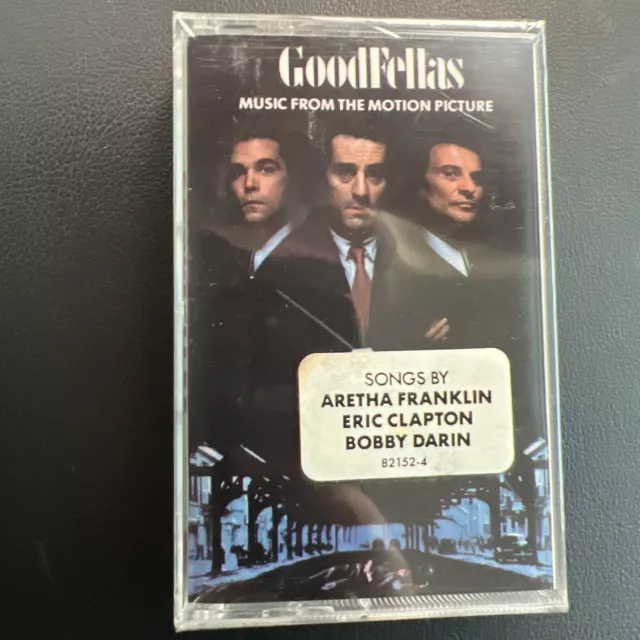 GoodFellas
MUSIC FROM THE MOTION PICTURE
SONGS BY
ARETHA FRANKLIN
ERIC CLAPTON
BOBBY DARIN
82152-4